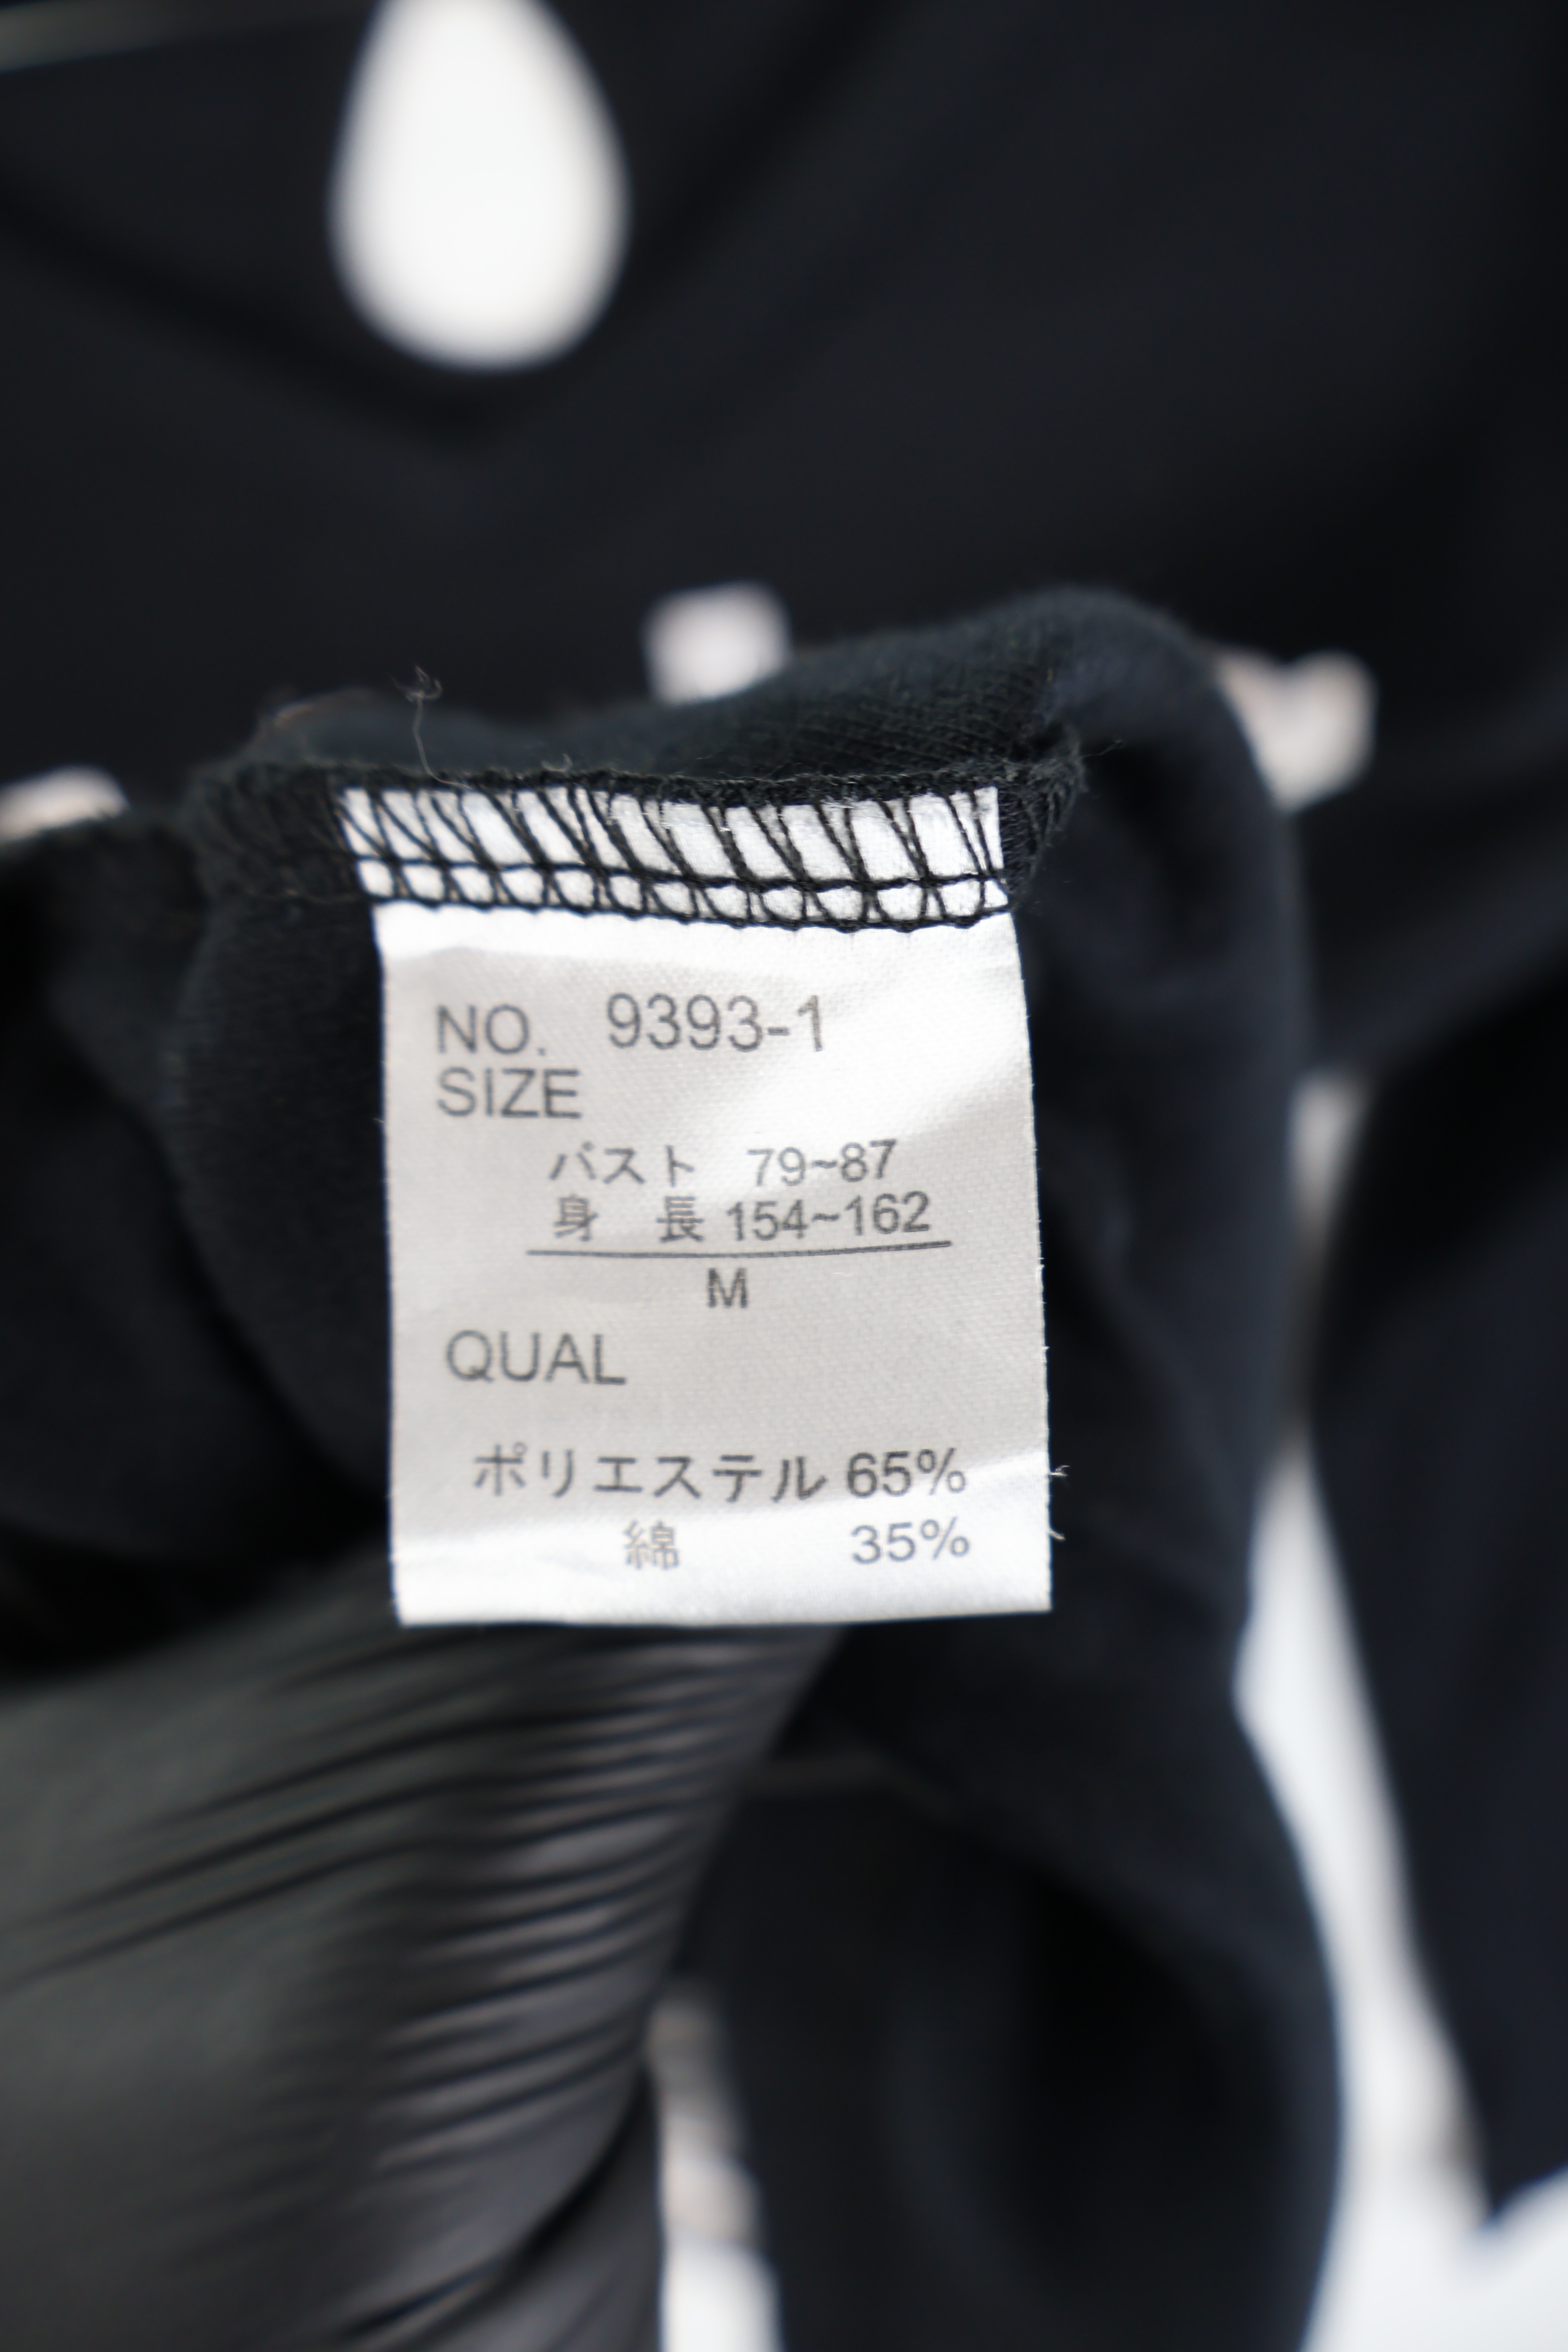 NO. 9393-1
SIZE
バスト 79~87
身 長 154~162
M
QUAL
ポリエステル 65%
綿 35%